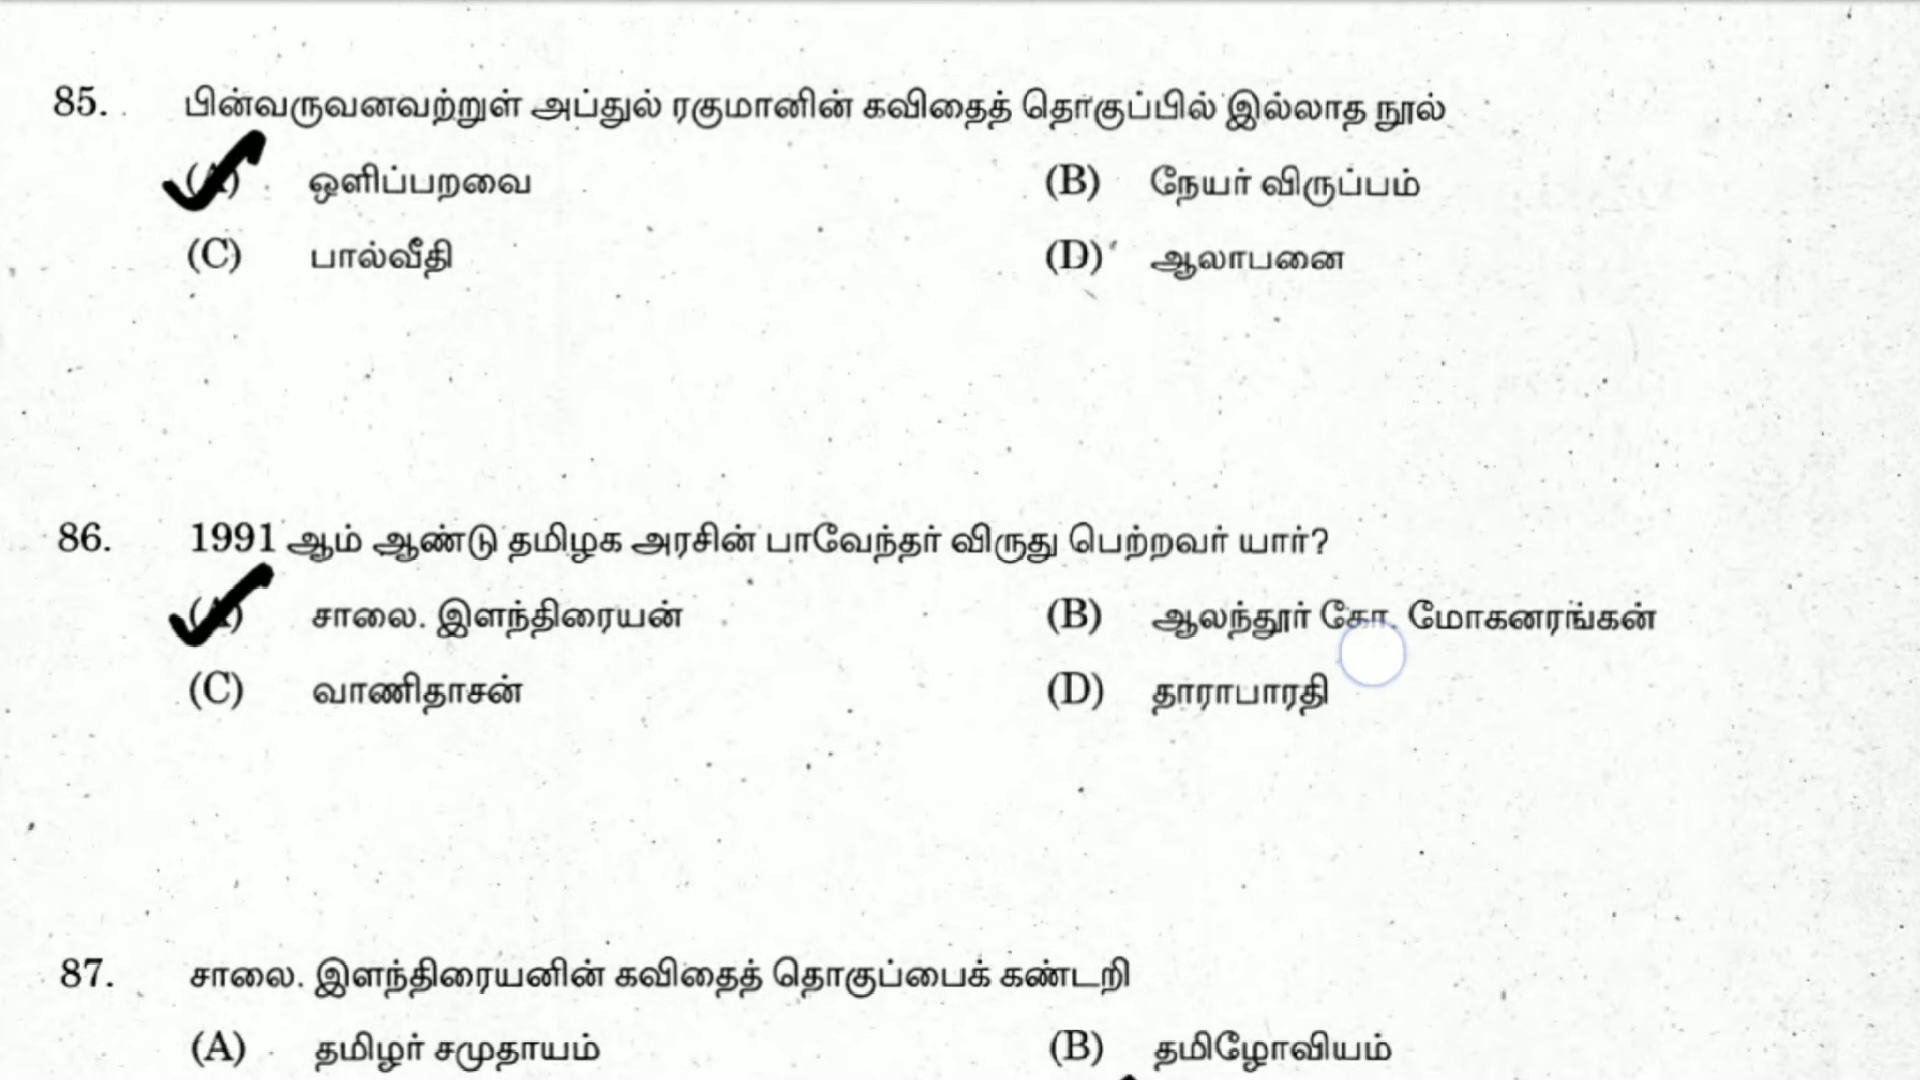 85. பின்வருவனவற்றுள் அப்துல் ரகுமானின் கவிதைத் தொகுப்பில் இல்லாத நூல்
(A) ஒளிப்பறவை (B) நேயர் விருப்பம்
(C) பால்வீதி (D) ஆலாபனை
86. 1991 ஆம் ஆண்டு தமிழக அரசின் பாவேந்தர் விருது பெற்றவர் யார்?
(A) சாலை. இளந்திரையன் (B) ஆலந்தூர் கோ. மோகனரங்கன்
(C) வாணிதாசன் (D) தாராபாரதி
87. சாலை. இளந்திரையனின் கவிதைத் தொகுப்பைக் கண்டறி
(A) தமிழர் சமுதாயம் (B) தமிழோவியம்